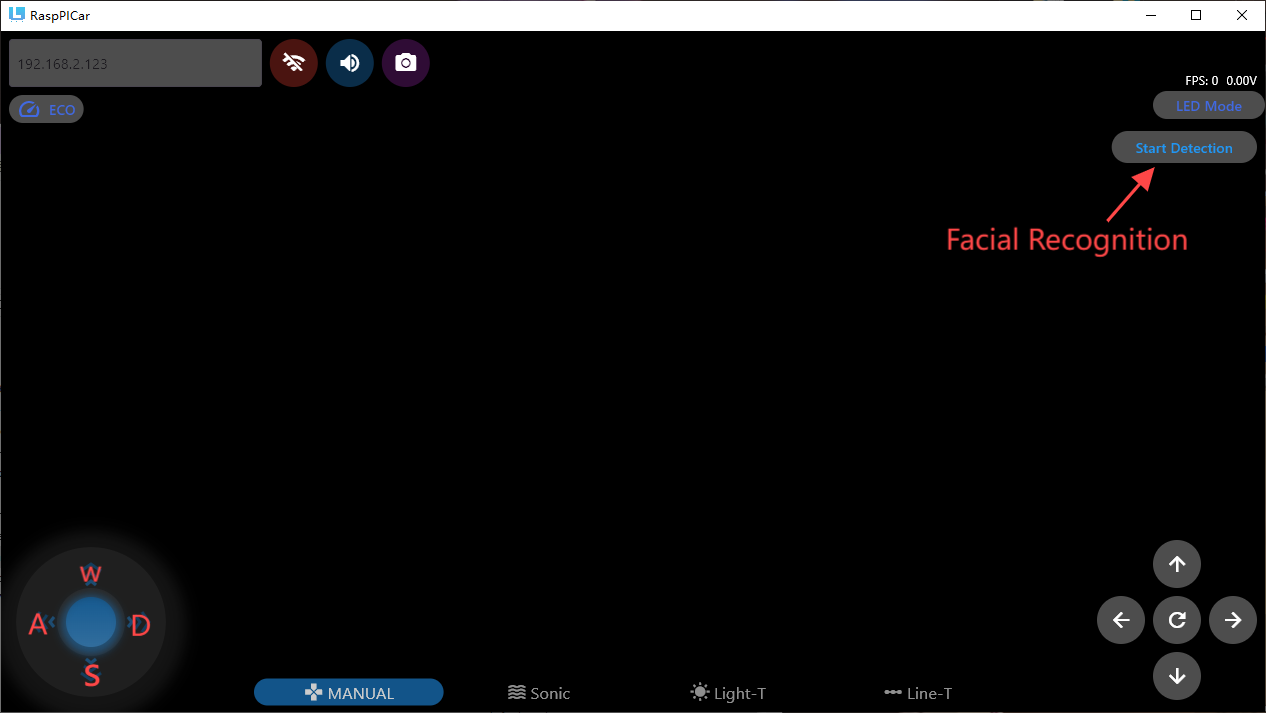 RaspPICar
192.168.2.123
FPS: 0 0.00V
ECO
LED Mode
Start Detection
Facial Recognition
W
A D
S
MANUAL Sonic Light-T Line-T